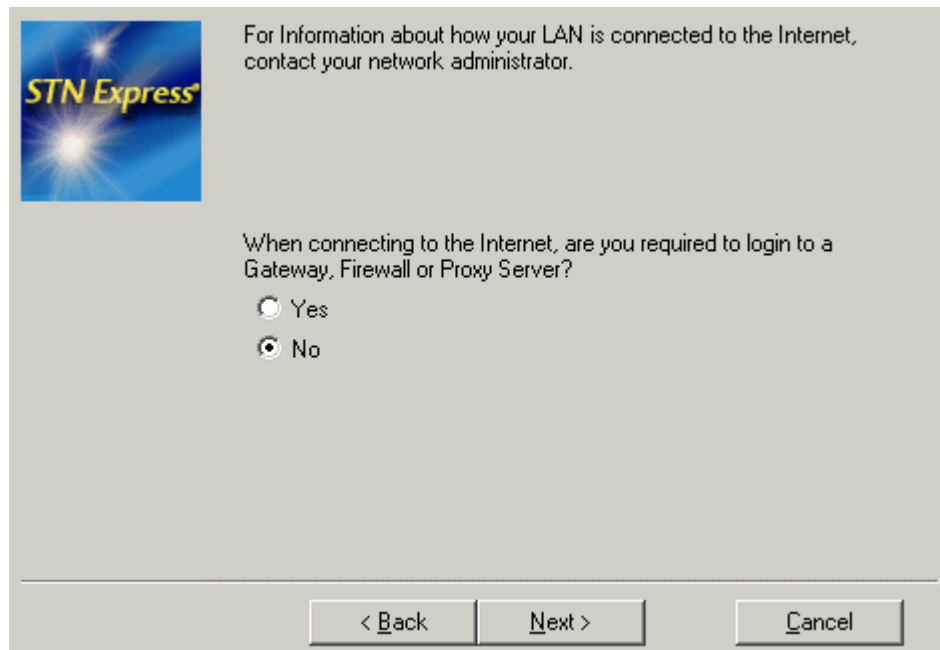 STN Express®
For Information about how your LAN is connected to the Internet,
contact your network administrator.
When connecting to the Internet, are you required to login to a
Gateway, Firewall or Proxy Server?
Yes
No
< Back
Next >
Cancel